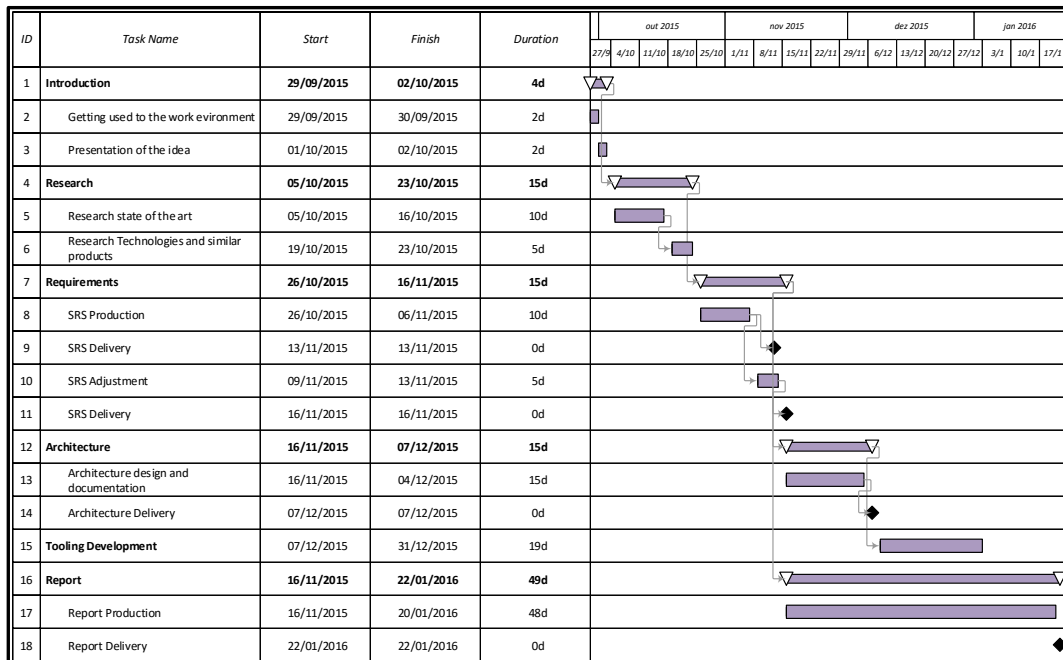 ID Task Name Start Finish Duration
out 2015 nov 2015 dez 2015 jan 2016
27/9 4/10 11/10 18/10 25/10 1/11 8/11 15/11 22/11 29/11 6/12 13/12 20/12 27/12 3/1 10/1 17/1
1 Introduction 29/09/2015 02/10/2015 4d
2 Getting used to the work evironment 29/09/2015 30/09/2015 2d
3 Presentation of the idea 01/10/2015 02/10/2015 2d
4 Research 05/10/2015 23/10/2015 15d
5 Research state of the art 05/10/2015 16/10/2015 10d
6 Research Technologies and similar
products 19/10/2015 23/10/2015 5d
7 Requirements 26/10/2015 16/11/2015 15d
8 SRS Production 26/10/2015 06/11/2015 10d
9 SRS Delivery 13/11/2015 13/11/2015 0d
10 SRS Adjustment 09/11/2015 13/11/2015 5d
11 SRS Delivery 16/11/2015 16/11/2015 0d
12 Architecture 16/11/2015 07/12/2015 15d
13 Architecture design and
documentation 16/11/2015 04/12/2015 15d
14 Architecture Delivery 07/12/2015 07/12/2015 0d
15 Tooling Development 07/12/2015 31/12/2015 19d
16 Report 16/11/2015 22/01/2016 49d
17 Report Production 16/11/2015 20/01/2016 48d
18 Report Delivery 22/01/2016 22/01/2016 0d